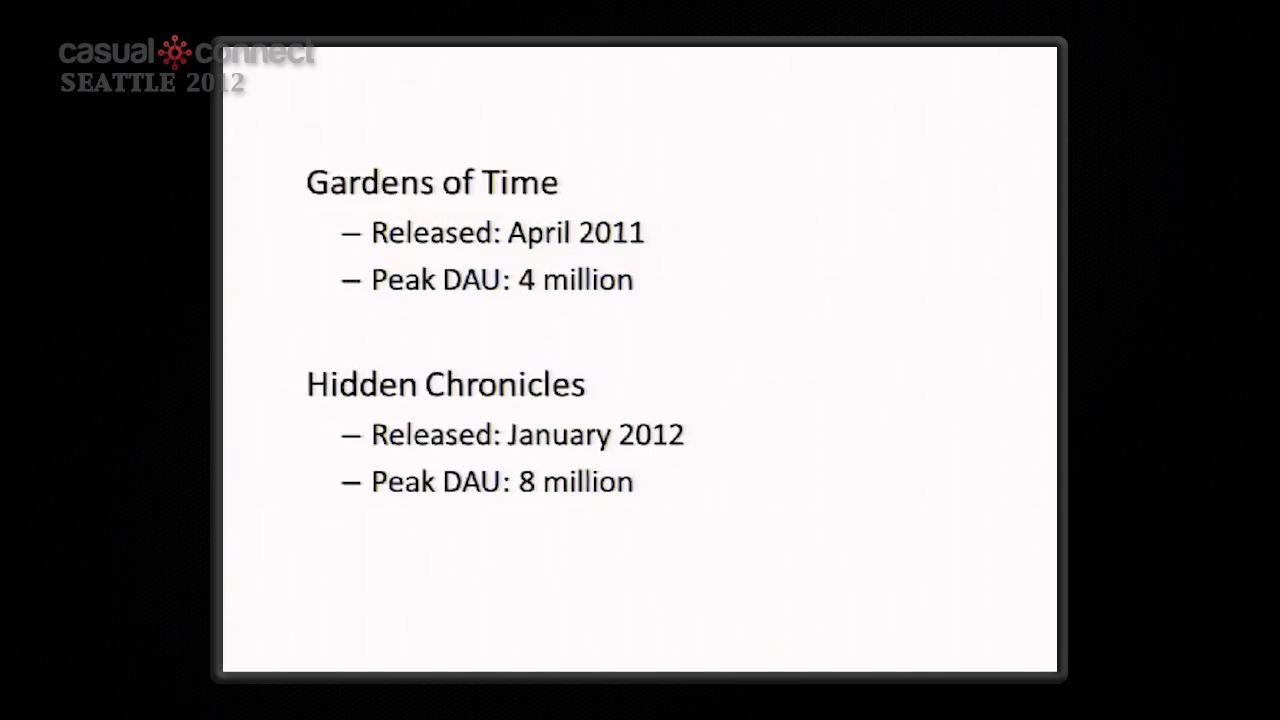 casual connect
SEATTLE 2012
Gardens of Time
– Released: April 2011
– Peak DAU: 4 million
Hidden Chronicles
– Released: January 2012
– Peak DAU: 8 million